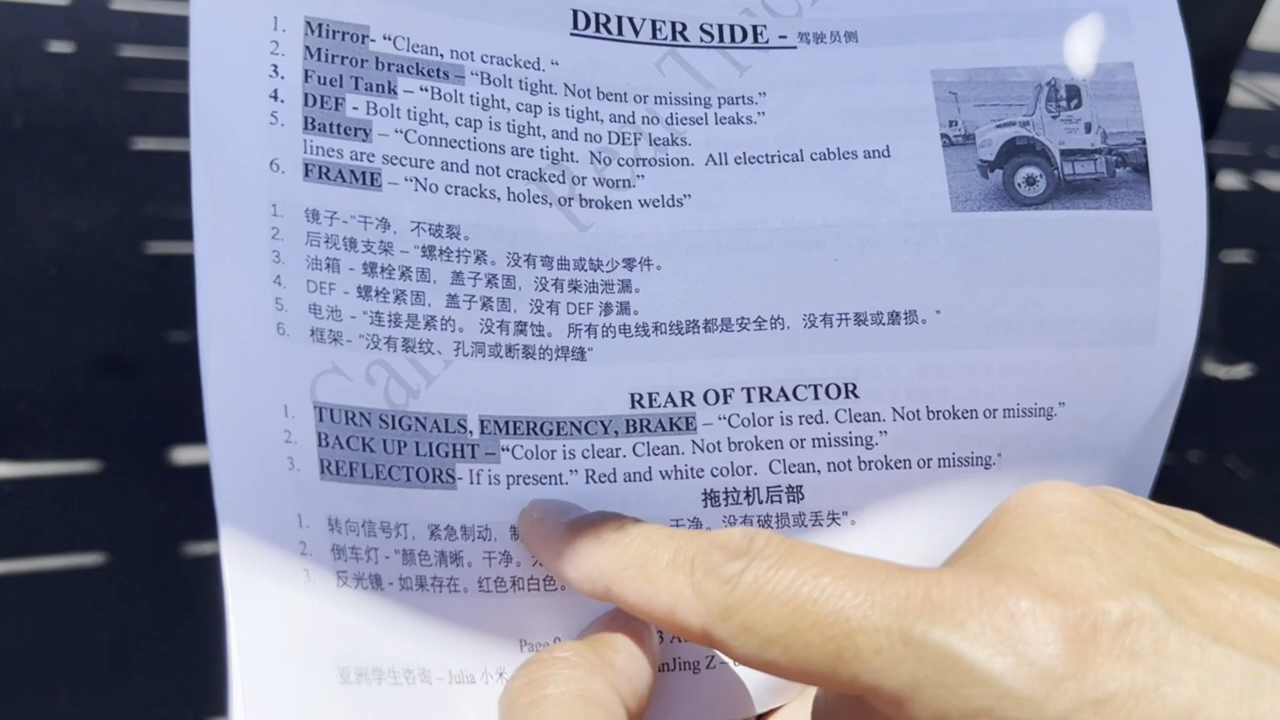 DRIVER SIDE - 驾驶员侧
1. Mirror- “Clean, not cracked. “
2. Mirror brackets – “Bolt tight. Not bent or missing parts.”
3. Fuel Tank – “Bolt tight, cap is tight, and no diesel leaks.”
4. DEF - Bolt tight, cap is tight, and no DEF leaks.
5. Battery – “Connections are tight. No corrosion. All electrical cables and
lines are secure and not cracked or worn.”
6. FRAME – “No cracks, holes, or broken welds”
1. 镜子-"干净，不破裂。
2. 后视镜支架 – "螺栓拧紧。没有弯曲或缺少零件。
3. 油箱 - 螺栓紧固，盖子紧固，没有柴油泄漏。
4. DEF - 螺栓紧固，盖子紧固，没有 DEF 渗漏。
5. 电池 - "连接是紧的。 没有腐蚀。 所有的电线和线路都是安全的，没有开裂或磨损。"
6. 框架- "没有裂纹、孔洞或断裂的焊缝"
REAR OF TRACTOR
1. TURN SIGNALS, EMERGENCY, BRAKE – “Color is red. Clean. Not broken or missing.”
2. BACK UP LIGHT – “Color is clear. Clean. Not broken or missing.”
3. REFLECTORS- If is present.” Red and white color. Clean, not broken or missing."
拖拉机后部
1. 转向信号灯，紧急制动， 干净。没有破损或丢失"。
2. 倒车灯 - "颜色清晰。干净。
3. 反光镜 - 如果存在。红色和白色。
Page
亚洲学生咨询 – Julia 小米